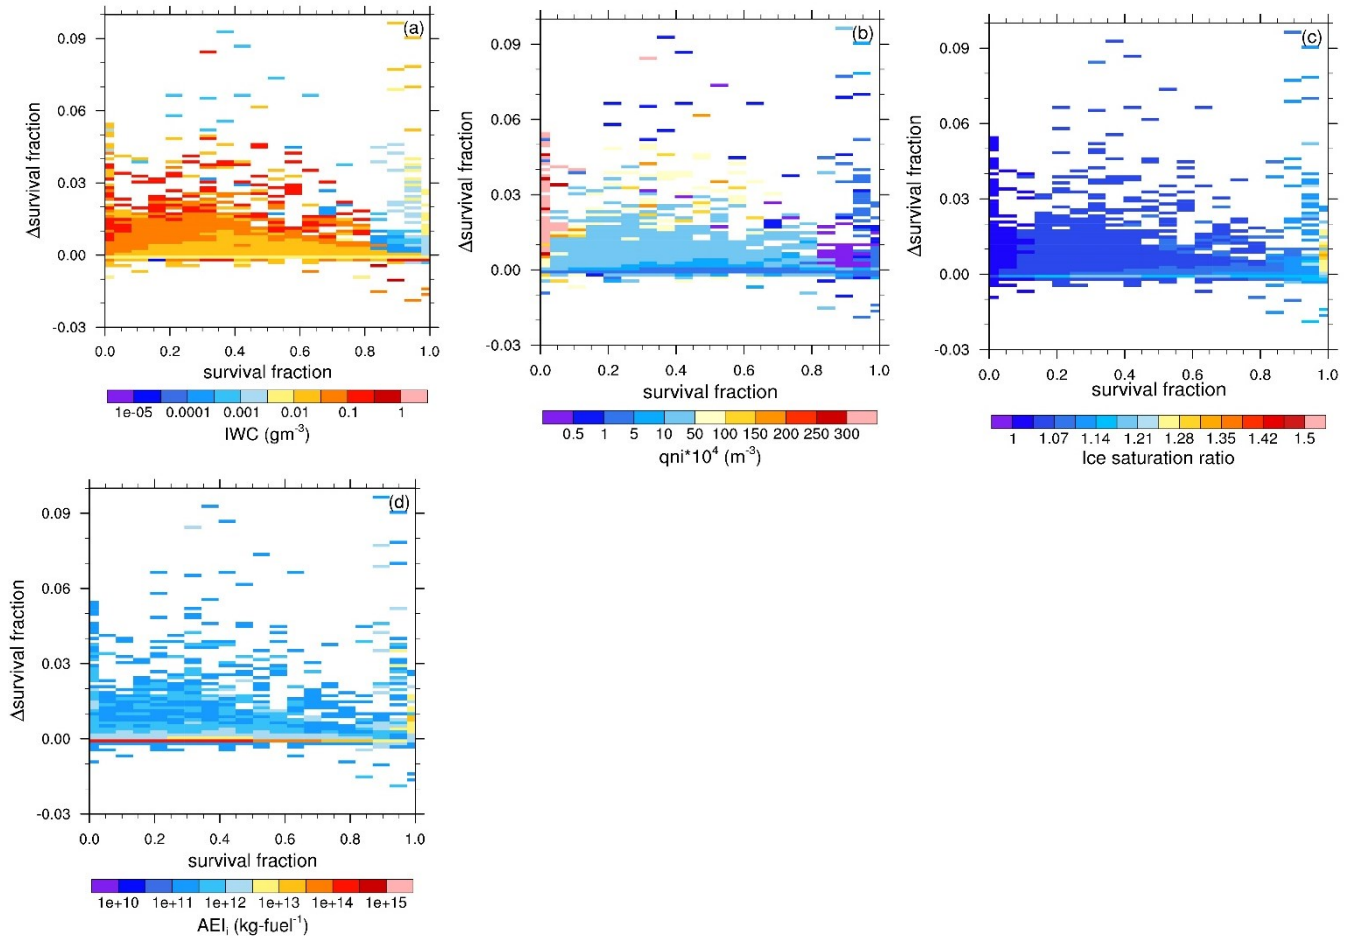 (a)
0.09
0.06
0.03
0.00
-0.03
Δsurvival fraction
0.0 0.2 0.4 0.6 0.8 1.0
survival fraction
1e-05 0.0001 0.001 0.01 0.1 1
IWC (gm⁻³)
(b)
0.09
0.06
0.03
0.00
-0.03
Δsurvival fraction
0.0 0.2 0.4 0.6 0.8 1.0
survival fraction
0.5 1 5 10 50 100 150 200 250 300
qni*10⁴ (m⁻³)
(c)
0.09
0.06
0.03
0.00
-0.03
Δsurvival fraction
0.0 0.2 0.4 0.6 0.8 1.0
survival fraction
1 1.07 1.14 1.21 1.28 1.35 1.42 1.5
Ice saturation ratio
(d)
0.09
0.06
0.03
0.00
-0.03
Δsurvival fraction
0.0 0.2 0.4 0.6 0.8 1.0
survival fraction
1e+10 1e+11 1e+12 1e+13 1e+14 1e+15
AEIᵢ (kg-fuel⁻¹)